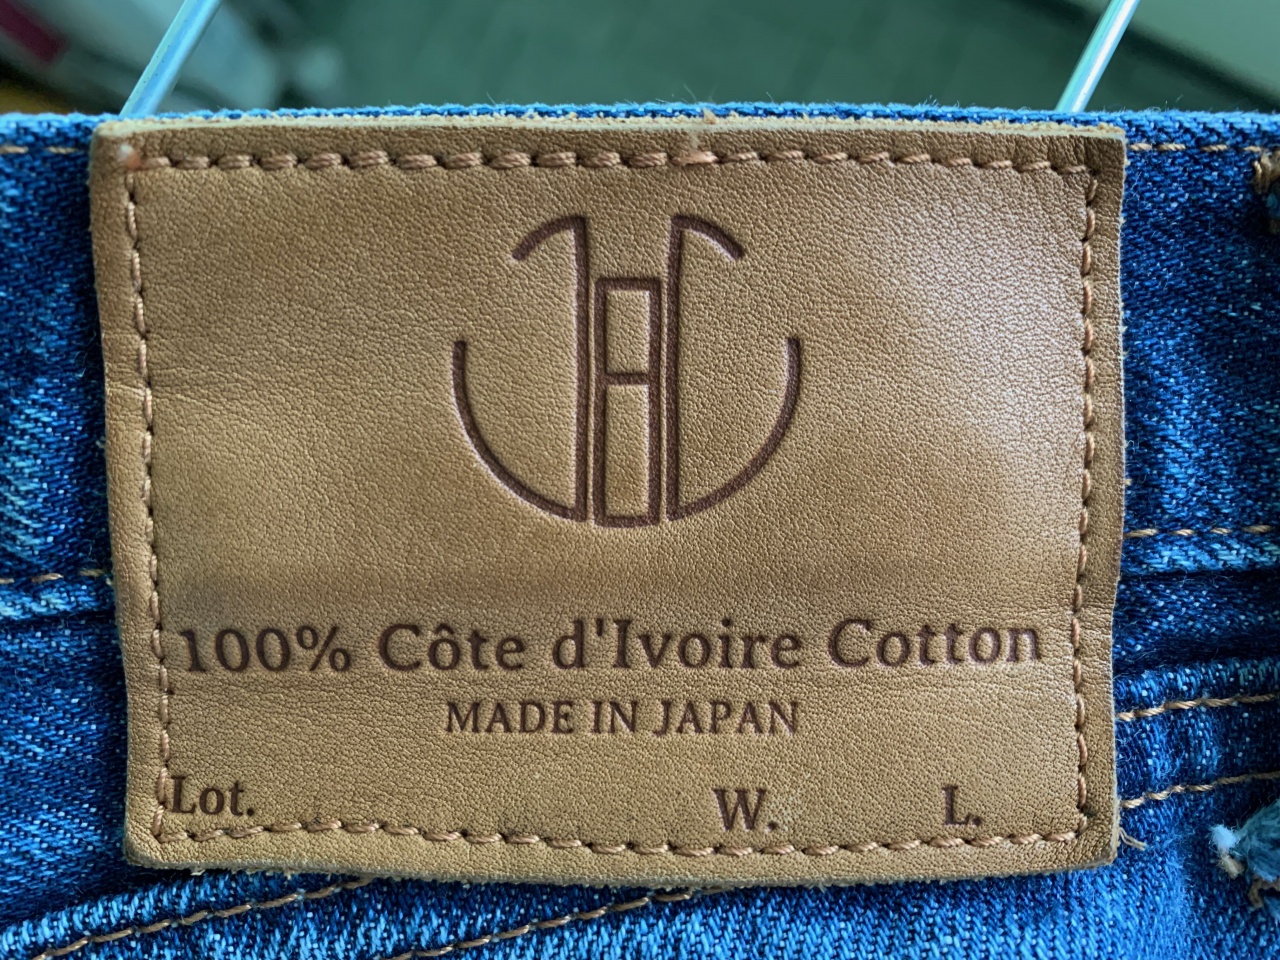 100% Côte d'Ivoire Cotton
MADE IN JAPAN
Lot. W. L.